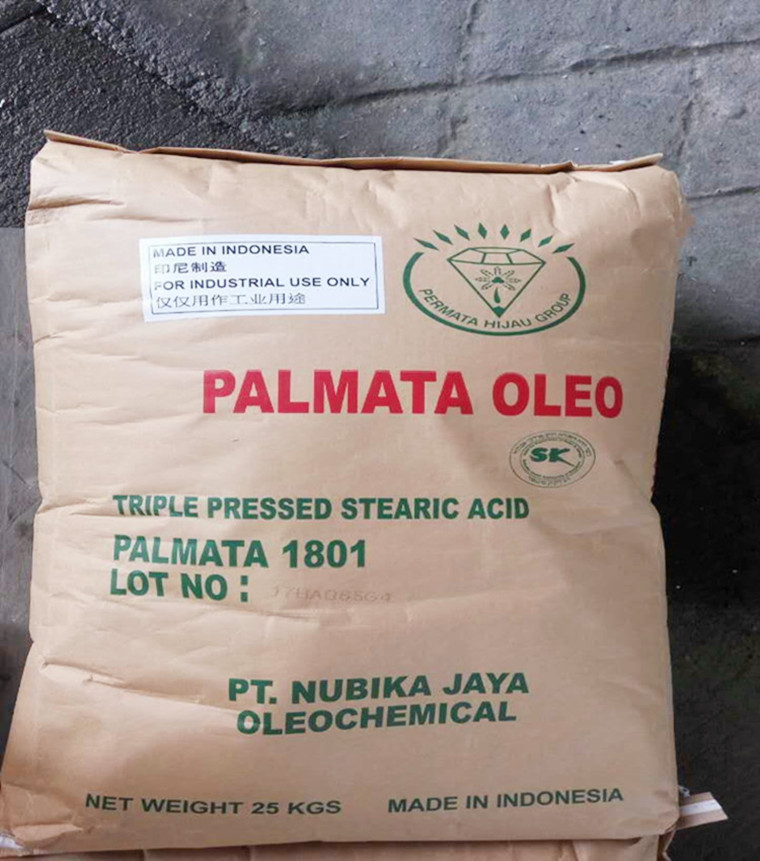 MADE IN INDONESIA
印尼制造
FOR INDUSTRIAL USE ONLY
仅仅用作工业用途
PERMATA HIJAU GROUP
PALMATA OLEO
SK
TRIPLE PRESSED STEARIC ACID
PALMATA 1801
LOT NO :
PT. NUBIKA JAYA
OLEOCHEMICAL
NET WEIGHT 25 KGS MADE IN INDONESIA